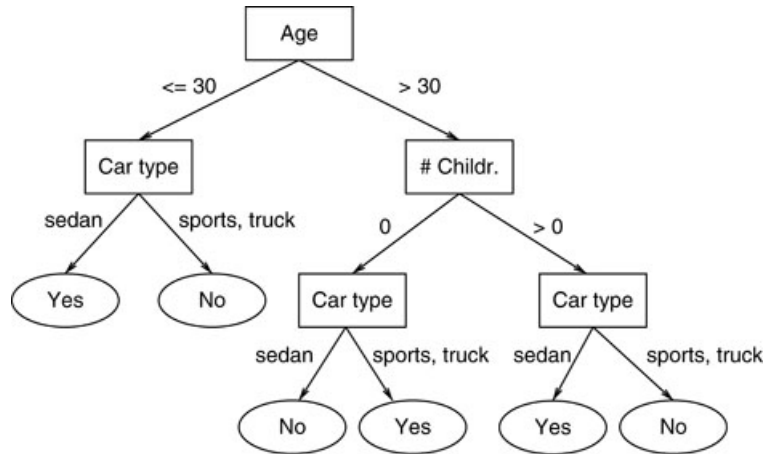 Age
<= 30
> 30
Car type
# Childr.
sedan
sports, truck
0
> 0
Yes
No
Car type
Car type
sedan
sports, truck
sedan
sports, truck
No
Yes
Yes
No